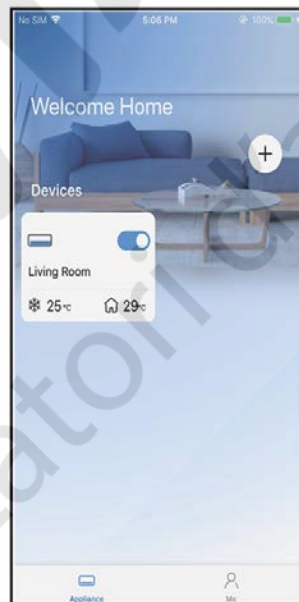 No SIM 5:06 PM 100%
Welcome Home
+
Devices
Living Room
25°C 29°C
Appliance Me